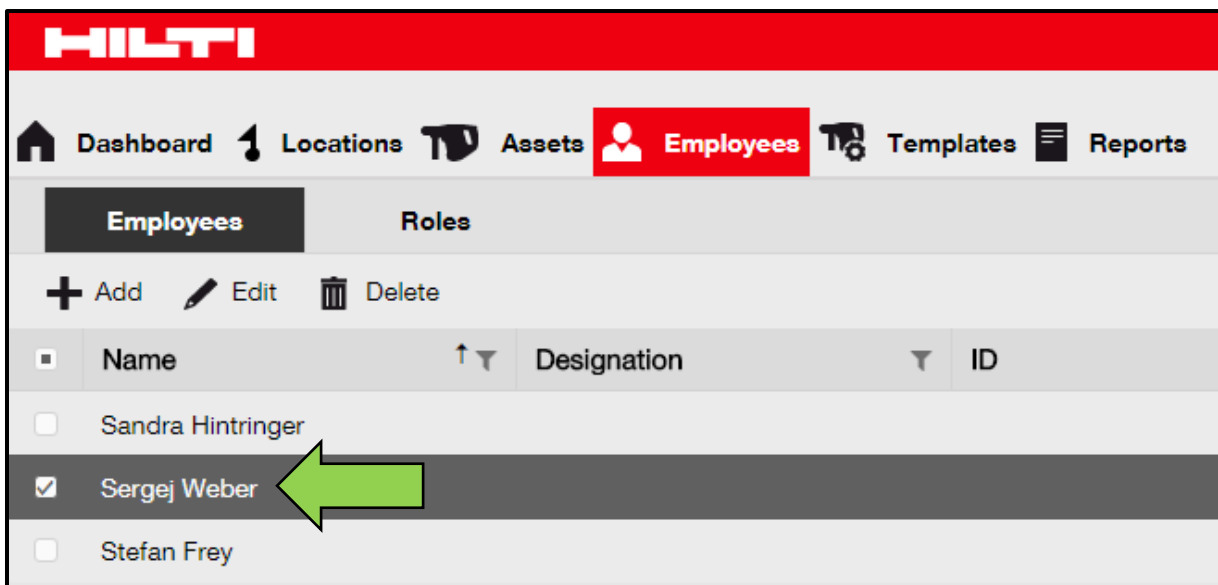 HILTI
Dashboard Locations Assets Employees Templates Reports
Employees Roles
Add Edit Delete
Name Designation ID
Sandra Hintringer
Sergej Weber
Stefan Frey